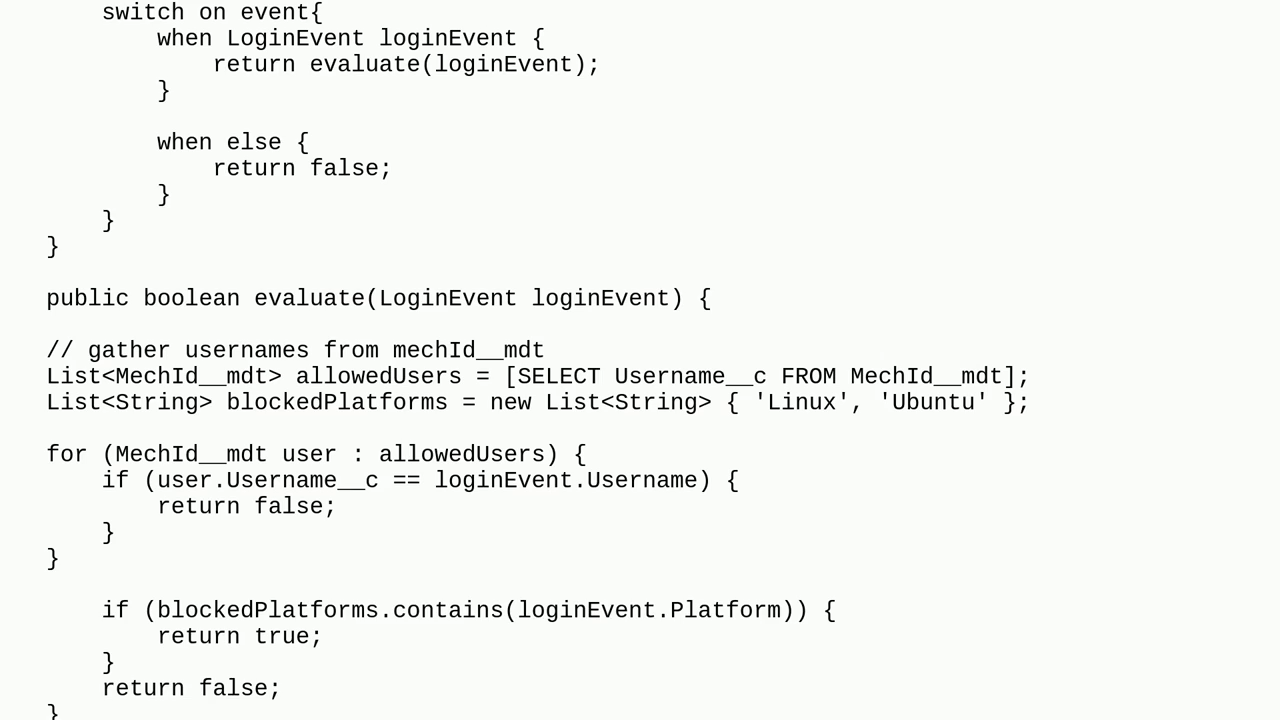 switch on event{
when LoginEvent loginEvent {
return evaluate(loginEvent);
}
when else {
return false;
}
}
}
public boolean evaluate(LoginEvent loginEvent) {
// gather usernames from mechId__mdt
List<MechId__mdt> allowedUsers = [SELECT Username__c FROM MechId__mdt];
List<String> blockedPlatforms = new List<String> { 'Linux', 'Ubuntu' };
for (MechId__mdt user : allowedUsers) {
if (user.Username__c == loginEvent.Username) {
return false;
}
}
if (blockedPlatforms.contains(loginEvent.Platform)) {
return true;
}
return false;
}